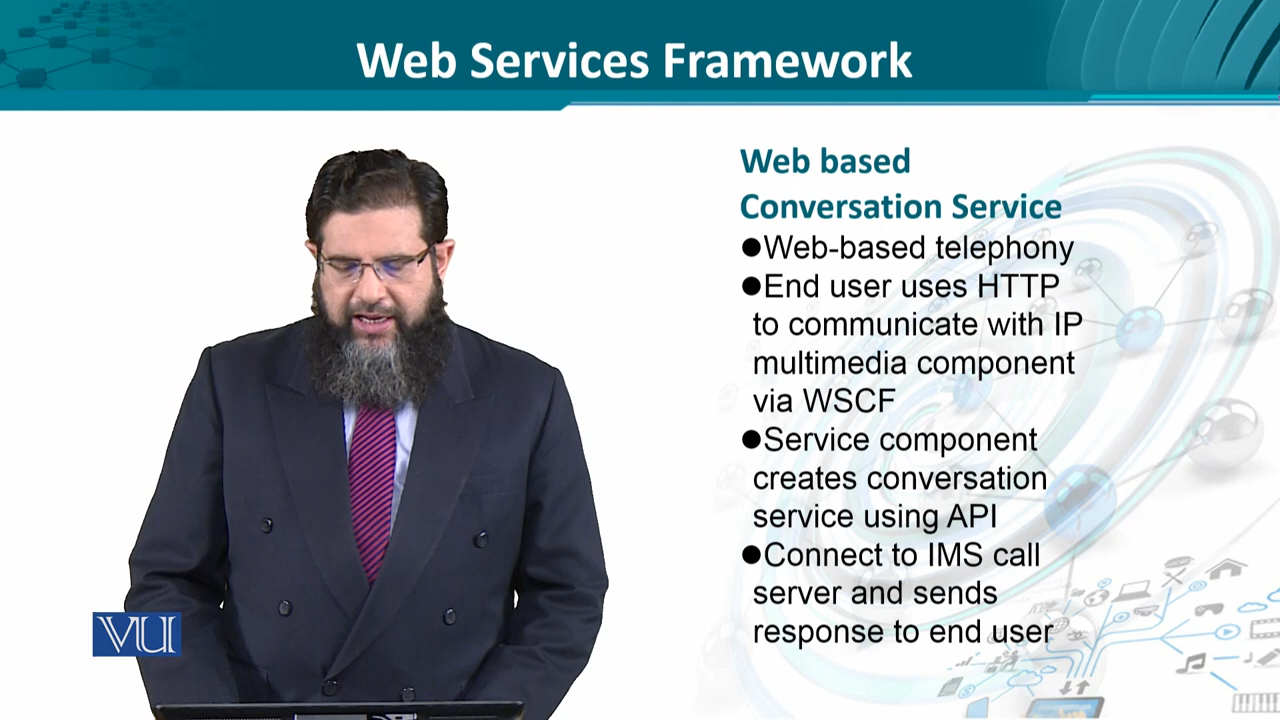 Web Services Framework
Web based
Conversation Service
●Web-based telephony
●End user uses HTTP
to communicate with IP
multimedia component
via WSCF
●Service component
creates conversation
service using API
●Connect to IMS call
server and sends
response to end user
VU